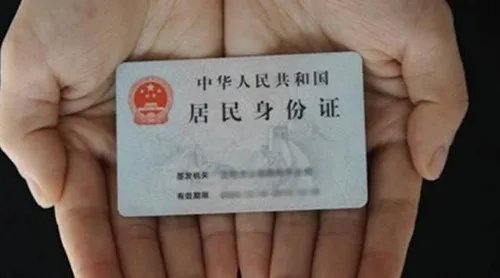 中华人民共和国
居民身份证
签发机关
有效期限